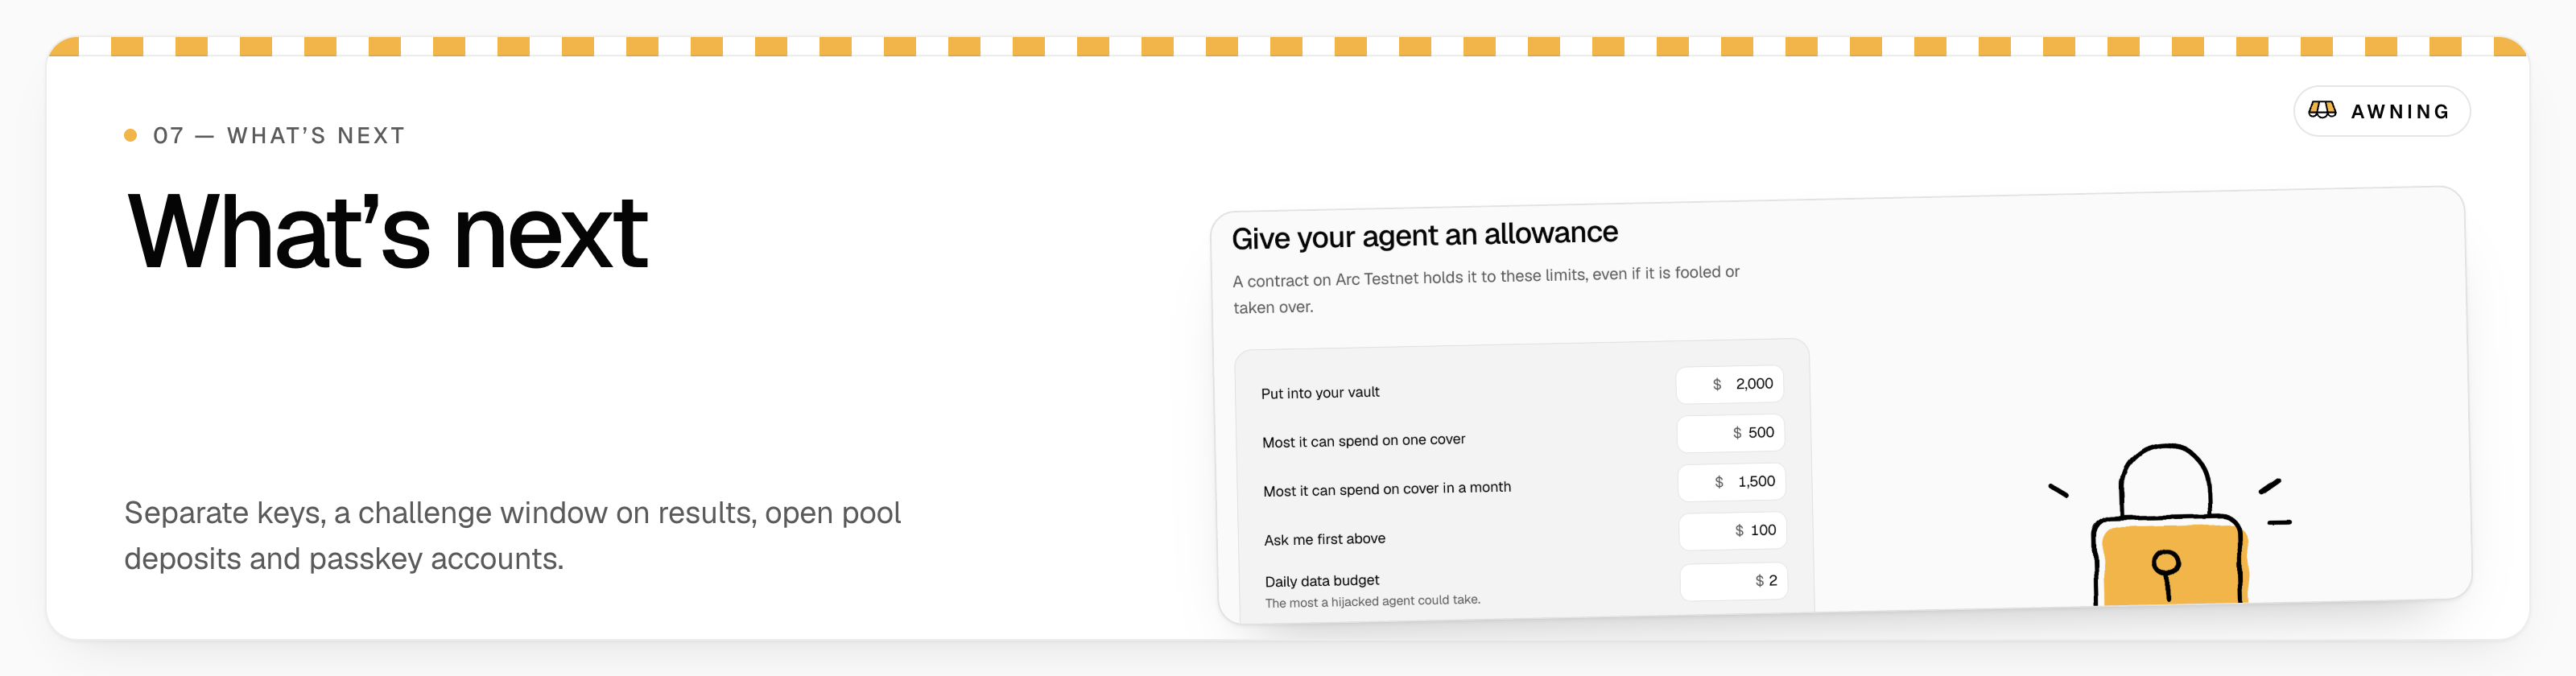 07 — WHAT’S NEXT
AWNING
What’s next
Separate keys, a challenge window on results, open pool
deposits and passkey accounts.
Give your agent an allowance
A contract on Arc Testnet holds it to these limits, even if it is fooled or
taken over.
Put into your vault $ 2,000
Most it can spend on one cover $ 500
Most it can spend on cover in a month $ 1,500
Ask me first above $ 100
Daily data budget $ 2
The most a hijacked agent could take.